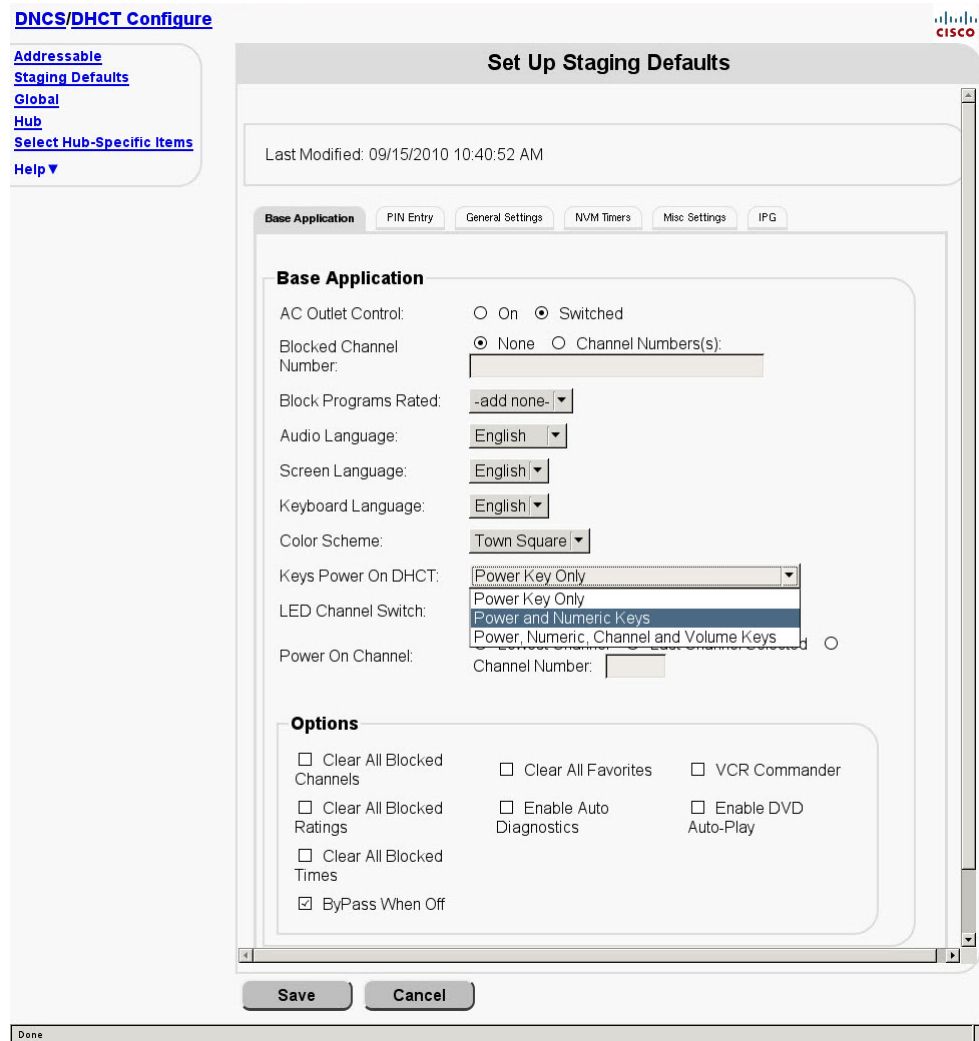 DNCS/DHCT Configure
CISCO
Addressable
Staging Defaults
Global
Hub
Select Hub-Specific Items
Help▼
Set Up Staging Defaults
Last Modified: 09/15/2010 10:40:52 AM
Base Application PIN Entry General Settings NVM Timers Misc Settings IPG
Base Application
AC Outlet Control: On Switched
Blocked Channel Number: None Channel Numbers(s):
Block Programs Rated: -add none-
Audio Language: English
Screen Language: English
Keyboard Language: English
Color Scheme: Town Square
Keys Power On DHCT: Power Key Only
Power Key Only
LED Channel Switch: Power and Numeric Keys
Power, Numeric, Channel and Volume Keys
Power On Channel: Lowest Channel Last Channel Selected
Channel Number:
Options
Clear All Blocked Channels Clear All Favorites VCR Commander
Clear All Blocked Ratings Enable Auto Diagnostics Enable DVD Auto-Play
Clear All Blocked Times
ByPass When Off
Save Cancel
Done